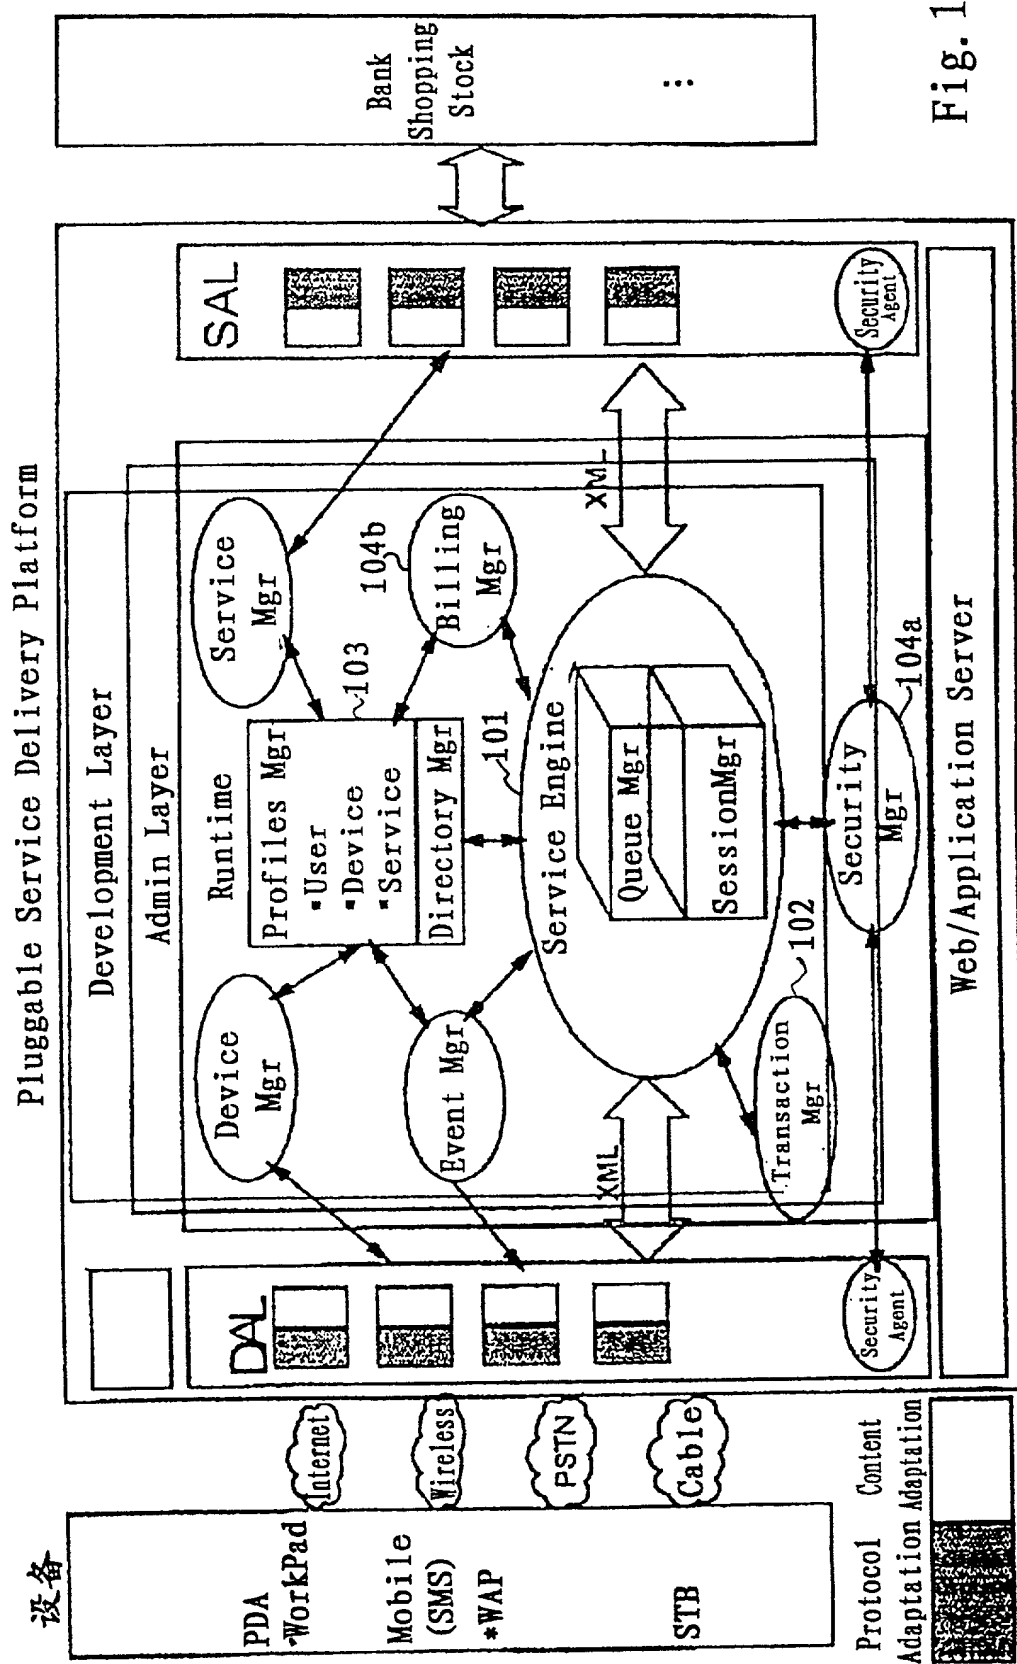 Pluggable Service Delivery Platform
设备
PDA
*WorkPad
Mobile
(SMS)
*WAP
STB
Internet
Wireless
PSTN
Cable
DAL
Security
Agent
Development Layer
Admin Layer
Runtime
Device
Mgr
Event Mgr
Profiles Mgr
*User
*Device
*Service
Directory Mgr
103
Service
Mgr
104b
Billing
Mgr
101
Service Engine
Queue Mgr
SessionMgr
XML
XM-
Transaction
Mgr
102
Security
Mgr
104a
SAL
Security
Agent
Web/Application Server
Bank
Shopping
Stock
⋮
Protocol
Adaptation
Content
Adaptation
Fig. 1